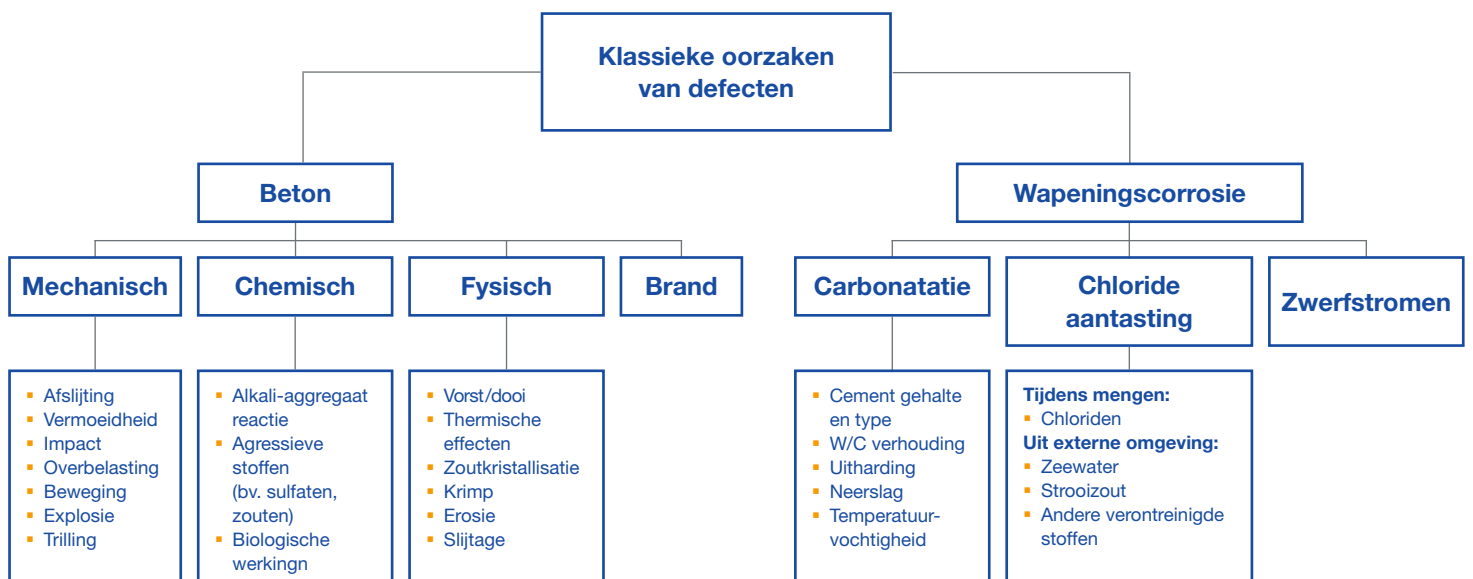 Klassieke oorzaken
van defecten
Beton
Wapeningscorrosie
Mechanisch
Chemisch
Fysisch
Brand
Carbonatatie
Chloride
aantasting
Zwerfstromen
Afslijting
Vermoeidheid
Impact
Overbelasting
Beweging
Explosie
Trilling
Alkali-aggregaat
reactie
Agressieve
stoffen
(bv. sulfaten,
zouten)
Biologische
werkingn
Vorst/dooi
Thermische
effecten
Zoutkristallisatie
Krimp
Erosie
Slijtage
Cement gehalte
en type
W/C verhouding
Uitharding
Neerslag
Temperatuur-
vochtigheid
Tijdens mengen:
Chloriden
Uit externe omgeving:
Zeewater
Strooizout
Andere verontreinigde
stoffen